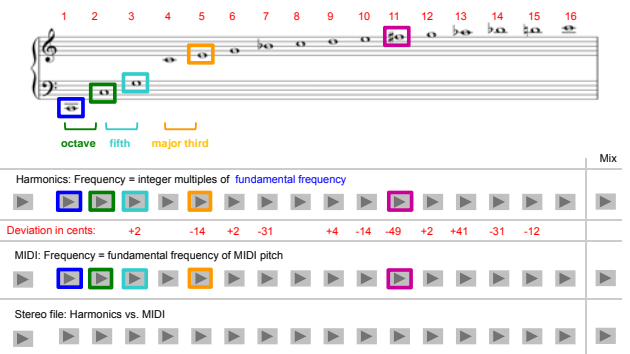 1 2 3 4 5 6 7 8 9 10 11 12 13 14 15 16
octave fifth major third
Mix
Harmonics: Frequency = integer multiples of fundamental frequency
Deviation in cents: +2 -14 +2 -31 +4 -14 -49 +2 +41 -31 -12
MIDI: Frequency = fundamental frequency of MIDI pitch
Stereo file: Harmonics vs. MIDI